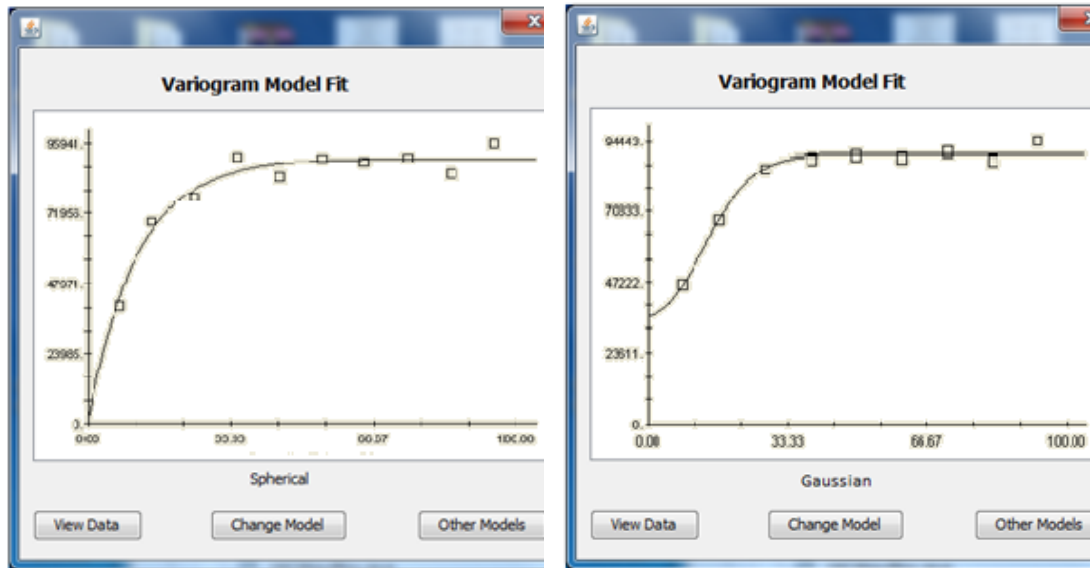 Variogram Model Fit
95941.
71956.
47971.
23985.
0.
0.00
33.33
66.67
100.00
Spherical
View Data
Change Model
Other Models
Variogram Model Fit
94443.
70833.
47222.
23611.
0.
0.00
33.33
66.67
100.00
Gaussian
View Data
Change Model
Other Models